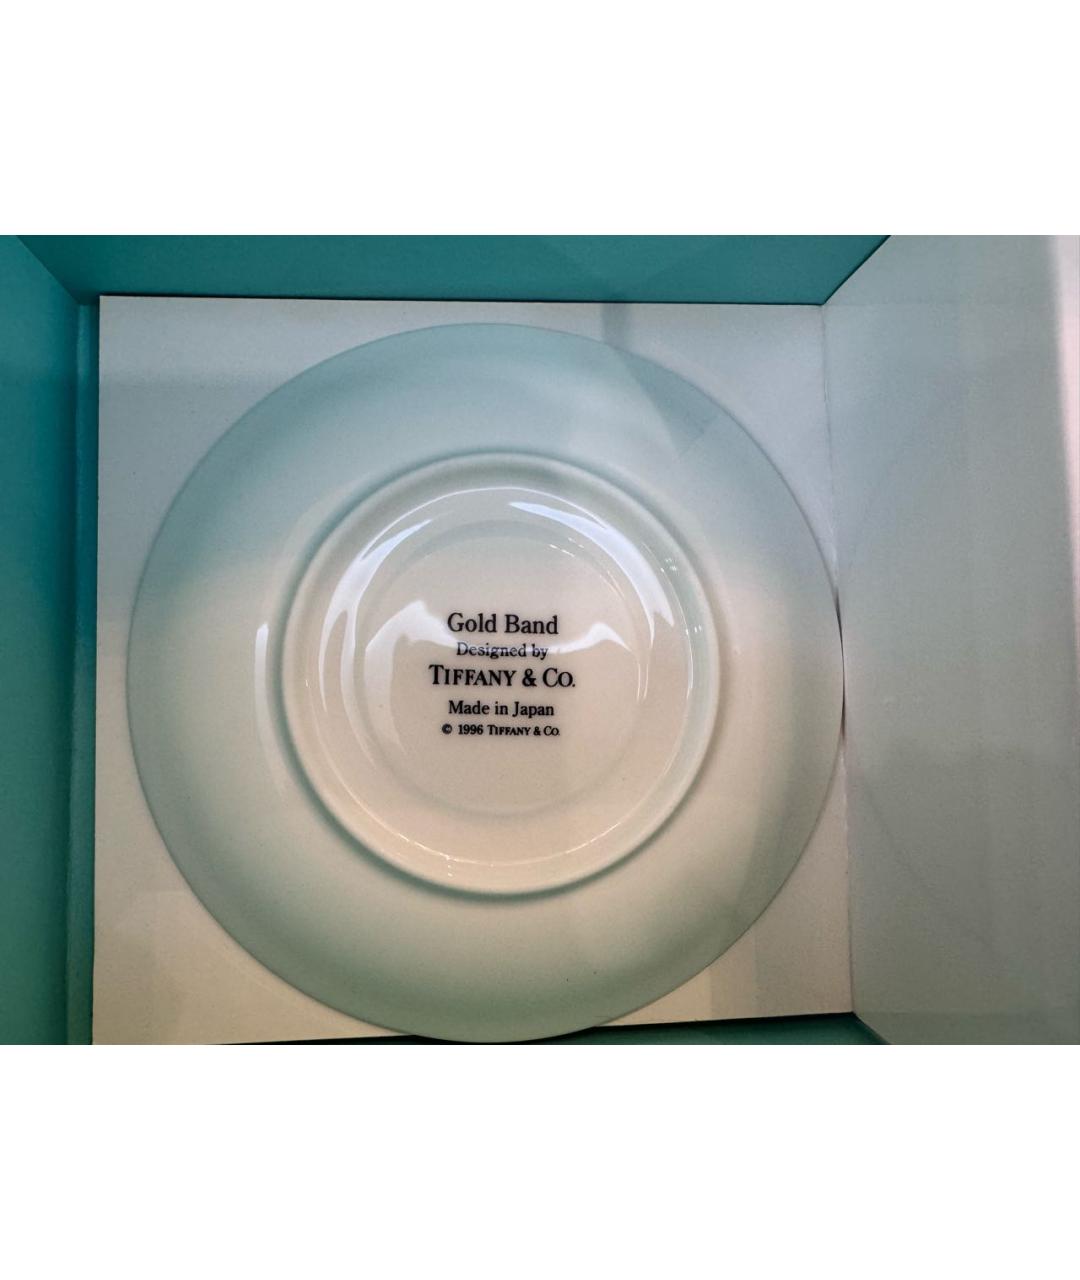 Gold Band
Designed by
TIFFANY & CO.
Made in Japan
© 1996 TIFFANY & CO.